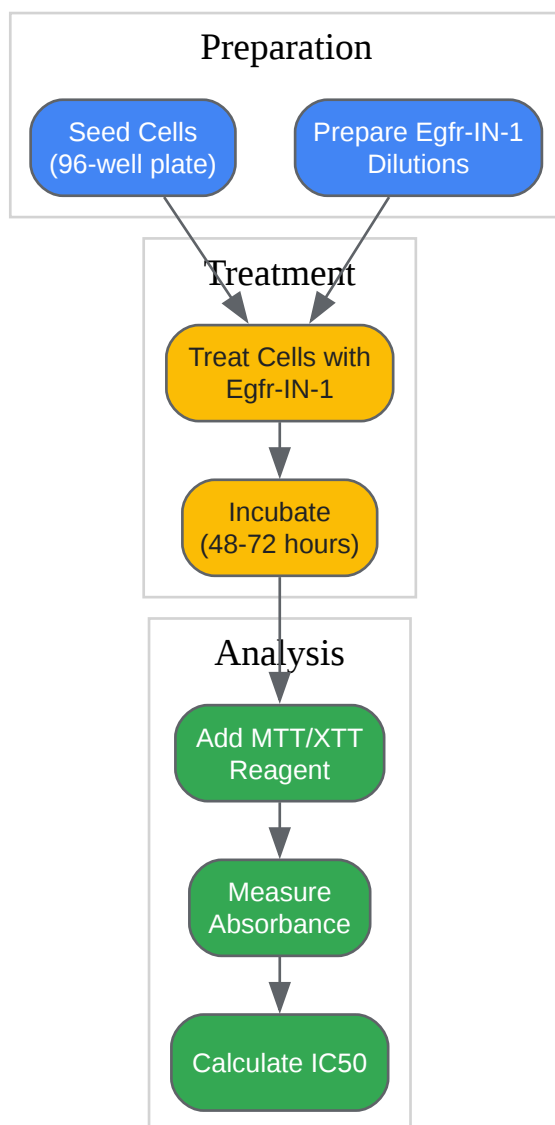 Preparation
Seed Cells
(96-well plate)
Prepare Egfr-IN-1
Dilutions
Treatment
Treat Cells with
Egfr-IN-1
Incubate
(48-72 hours)
Analysis
Add MTT/XTT
Reagent
Measure
Absorbance
Calculate IC50